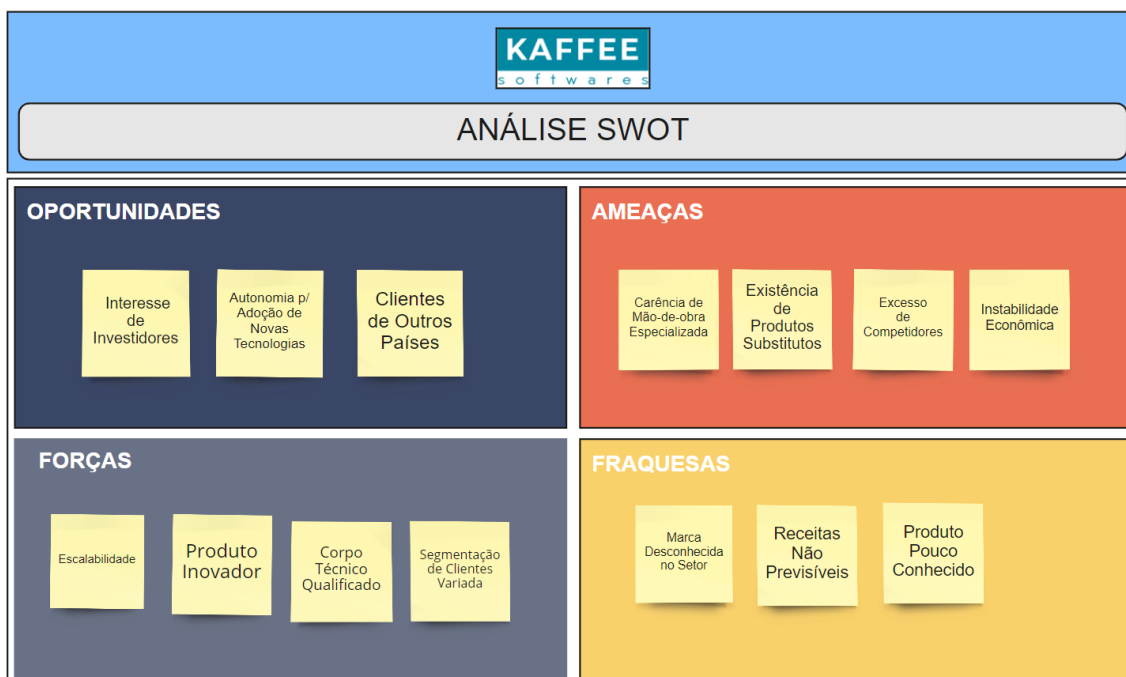 KAFFEE
softwares
ANÁLISE SWOT
OPORTUNIDADES
Interesse
de
Investidores
Autonomia p/
Adoção de
Novas
Tecnologias
Clientes
de Outros
Países
AMEAÇAS
Carência de
Mão-de-obra
Especializada
Existência
de
Produtos
Substitutos
Excesso
de
Competidores
Instabilidade
Econômica
FORÇAS
Escalabilidade
Produto
Inovador
Corpo
Técnico
Qualificado
Segmentação
de Clientes
Variada
FRAQUESAS
Marca
Desconhecida
no Setor
Receitas
Não
Previsíveis
Produto
Pouco
Conhecido